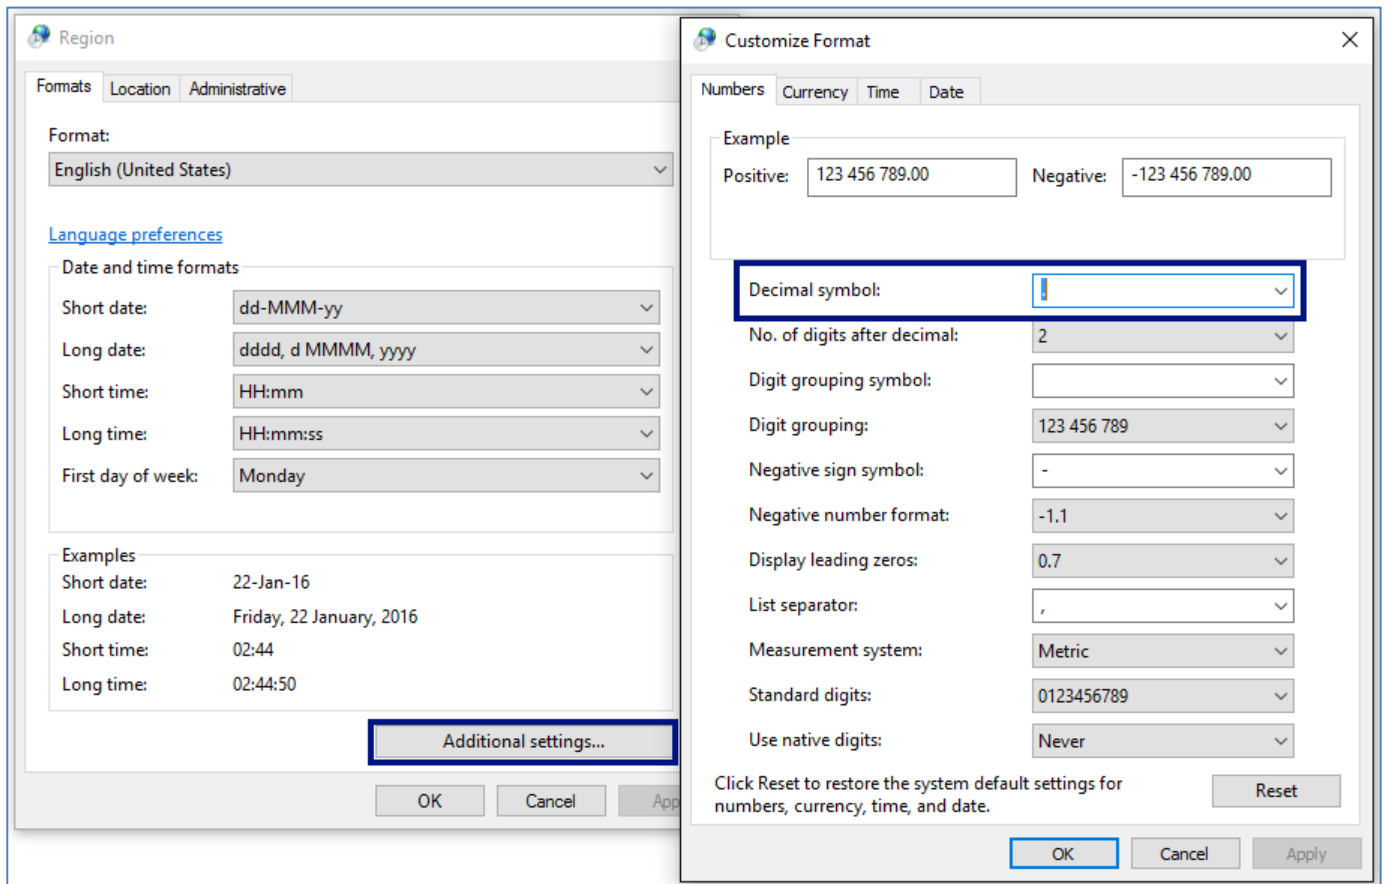 Region
Formats Location Administrative
Format:
English (United States)
Language preferences
Date and time formats
Short date: dd-MMM-yy
Long date: dddd, d MMMM, yyyy
Short time: HH:mm
Long time: HH:mm:ss
First day of week: Monday
Examples
Short date: 22-Jan-16
Long date: Friday, 22 January, 2016
Short time: 02:44
Long time: 02:44:50
Additional settings...
OK Cancel App
Customize Format
Numbers Currency Time Date
Example
Positive: 123 456 789.00 Negative: -123 456 789.00
Decimal symbol: .
No. of digits after decimal: 2
Digit grouping symbol:
Digit grouping: 123 456 789
Negative sign symbol: -
Negative number format: -1.1
Display leading zeros: 0.7
List separator: ,
Measurement system: Metric
Standard digits: 0123456789
Use native digits: Never
Click Reset to restore the system default settings for
numbers, currency, time, and date.
Reset
OK Cancel Apply